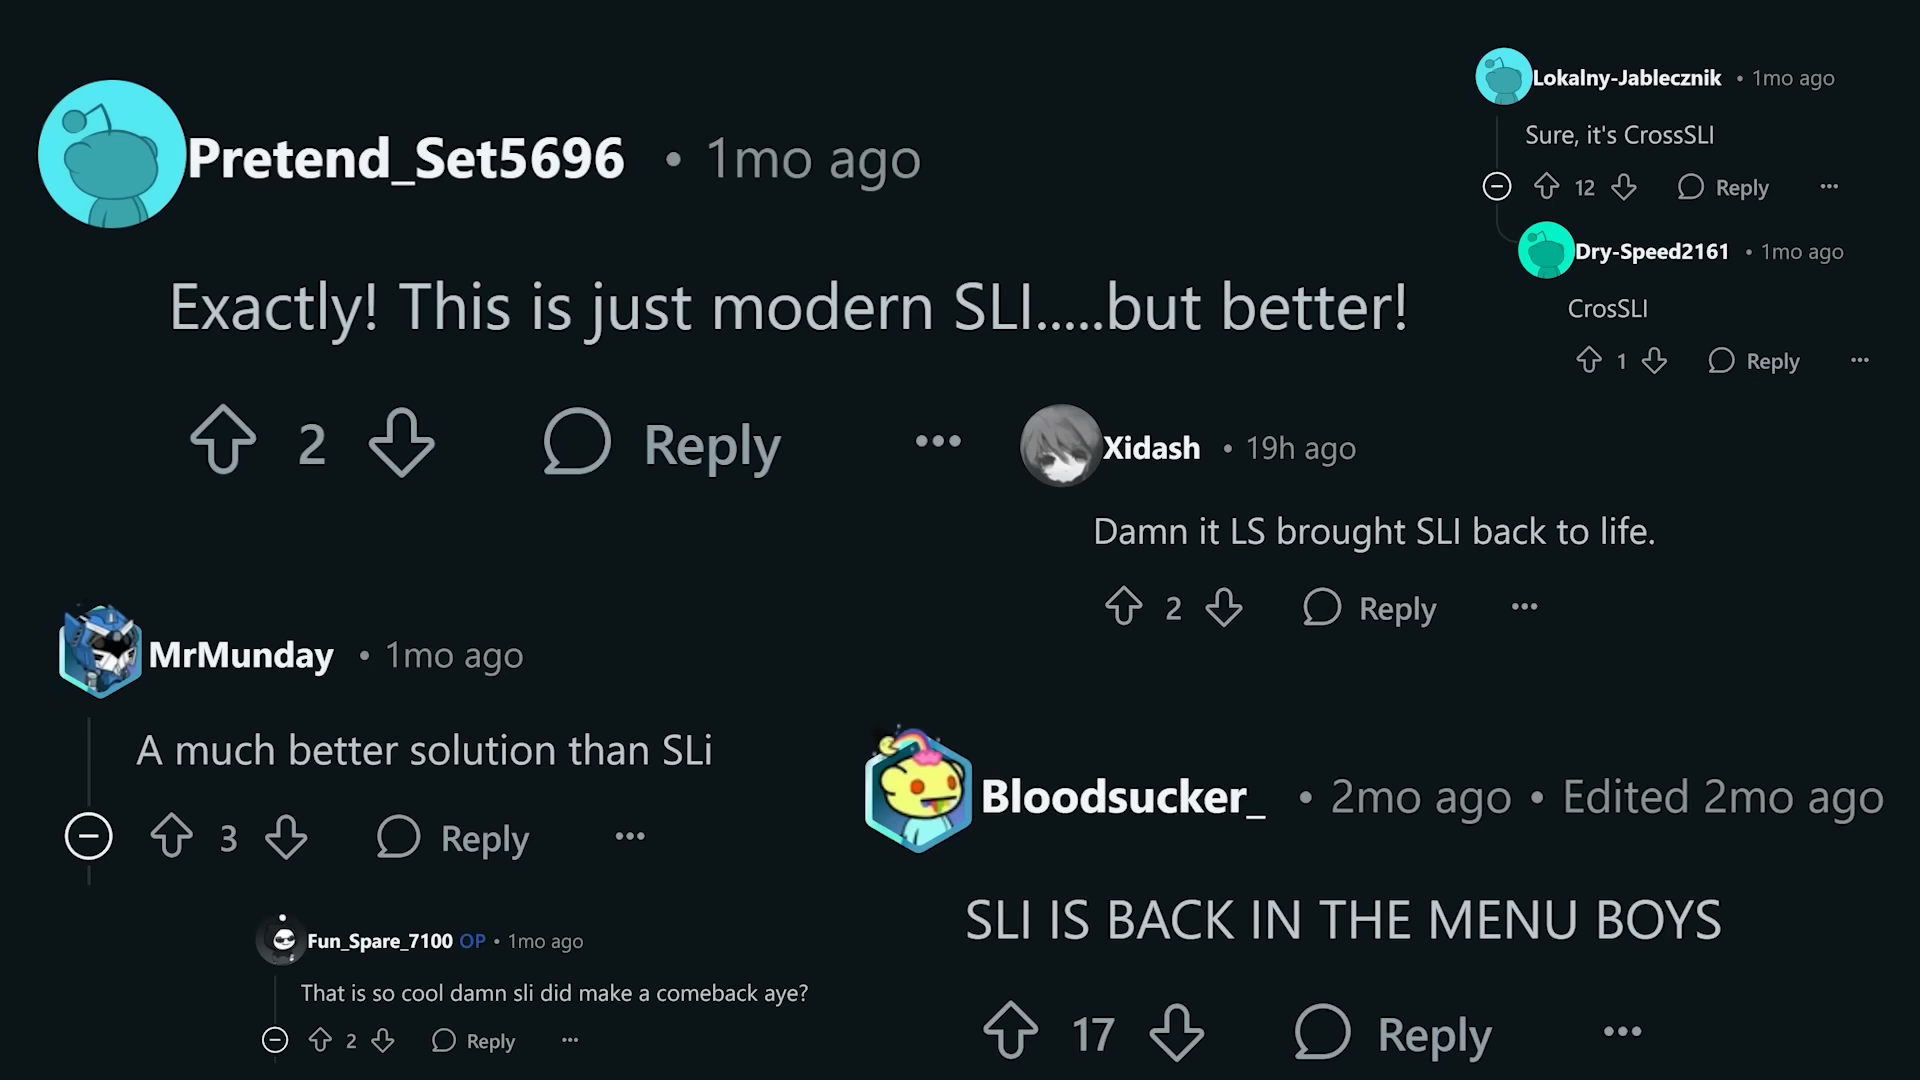 Pretend_Set5696 • 1mo ago
Exactly! This is just modern SLI.....but better!
2 Reply
Lokalny-Jablecznik • 1mo ago
Sure, it's CrossSLI
12 Reply
Dry-Speed2161 • 1mo ago
CrosSLI
1 Reply
Xidash • 19h ago
Damn it LS brought SLI back to life.
2 Reply
MrMunday • 1mo ago
A much better solution than SLi
3 Reply
Fun_Spare_7100 OP • 1mo ago
That is so cool damn sli did make a comeback aye?
2 Reply
Bloodsucker_ • 2mo ago • Edited 2mo ago
SLI IS BACK IN THE MENU BOYS
17 Reply